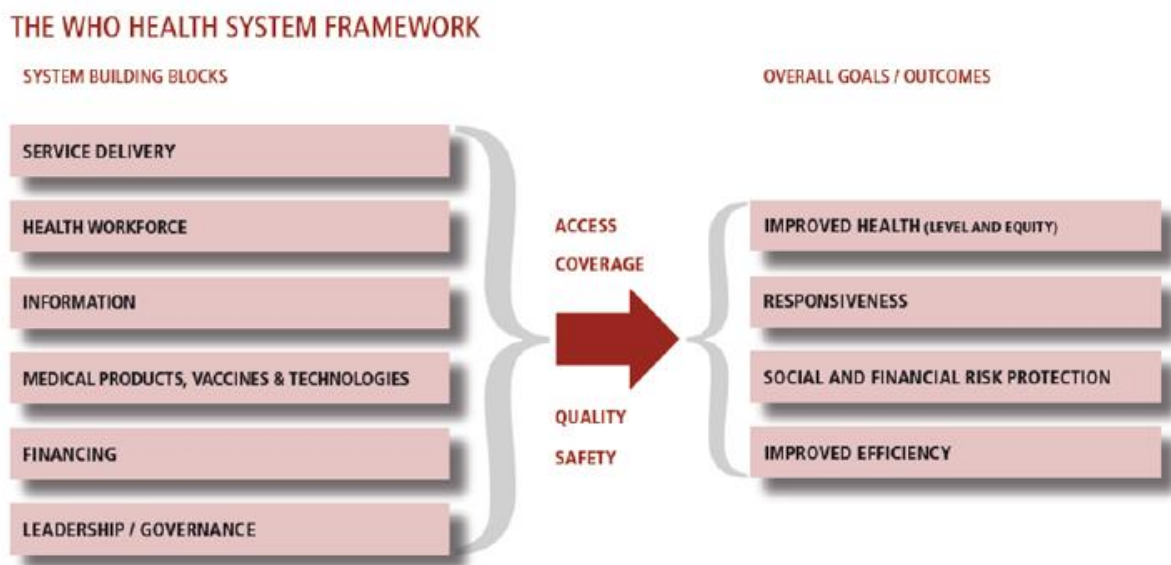 THE WHO HEALTH SYSTEM FRAMEWORK
SYSTEM BUILDING BLOCKS
OVERALL GOALS / OUTCOMES
SERVICE DELIVERY
HEALTH WORKFORCE
INFORMATION
MEDICAL PRODUCTS, VACCINES & TECHNOLOGIES
FINANCING
LEADERSHIP / GOVERNANCE
ACCESS
COVERAGE
QUALITY
SAFETY
IMPROVED HEALTH (LEVEL AND EQUITY)
RESPONSIVENESS
SOCIAL AND FINANCIAL RISK PROTECTION
IMPROVED EFFICIENCY